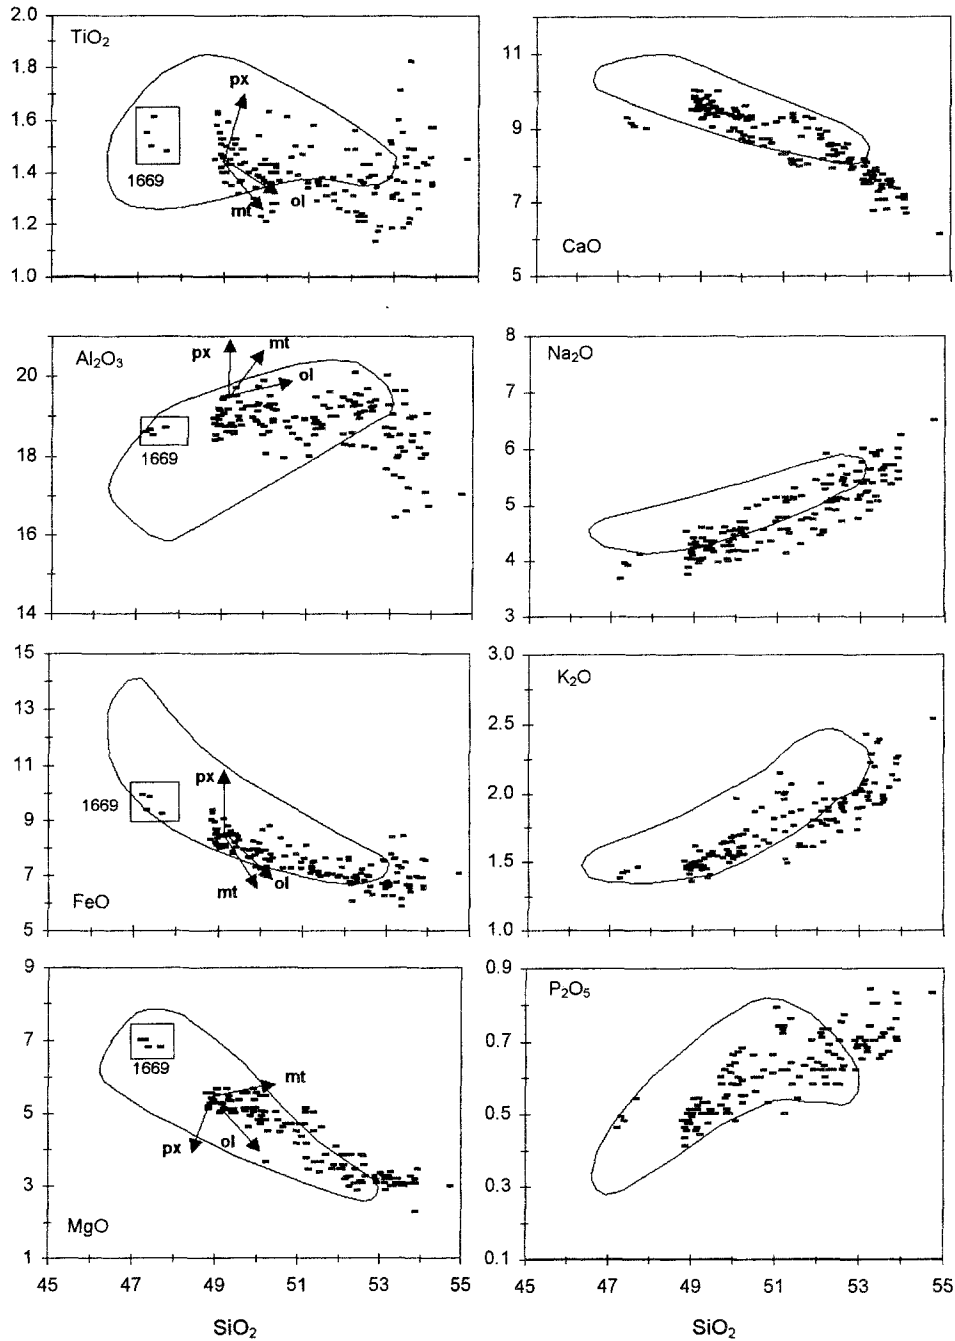 2.0
1.8
1.6
1.4
1.2
1.0
TiO₂
px
1669
mt
ol
11
9
7
5
CaO
20
18
16
14
Al₂O₃
px
mt
ol
1669
8
7
6
5
4
3
Na₂O
15
13
11
9
7
5
FeO
px
1669
mt
ol
3.0
2.5
2.0
1.5
1.0
K₂O
9
7
5
3
1
MgO
1669
mt
px
ol
45 47 49 51 53 55
SiO₂
0.9
0.7
0.5
0.3
0.1
P₂O₅
45 47 49 51 53 55
SiO₂